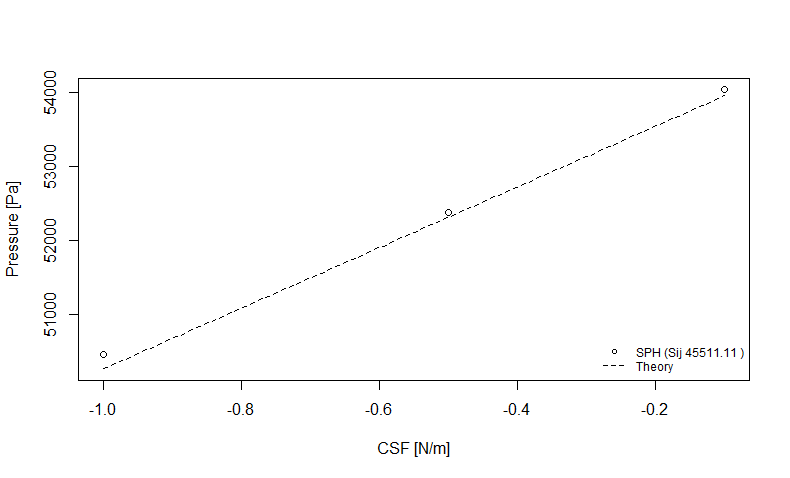 54000
53000
52000
51000
Pressure [Pa]
SPH (Sij 45511.11 )
Theory
-1.0 -0.8 -0.6 -0.4 -0.2
CSF [N/m]